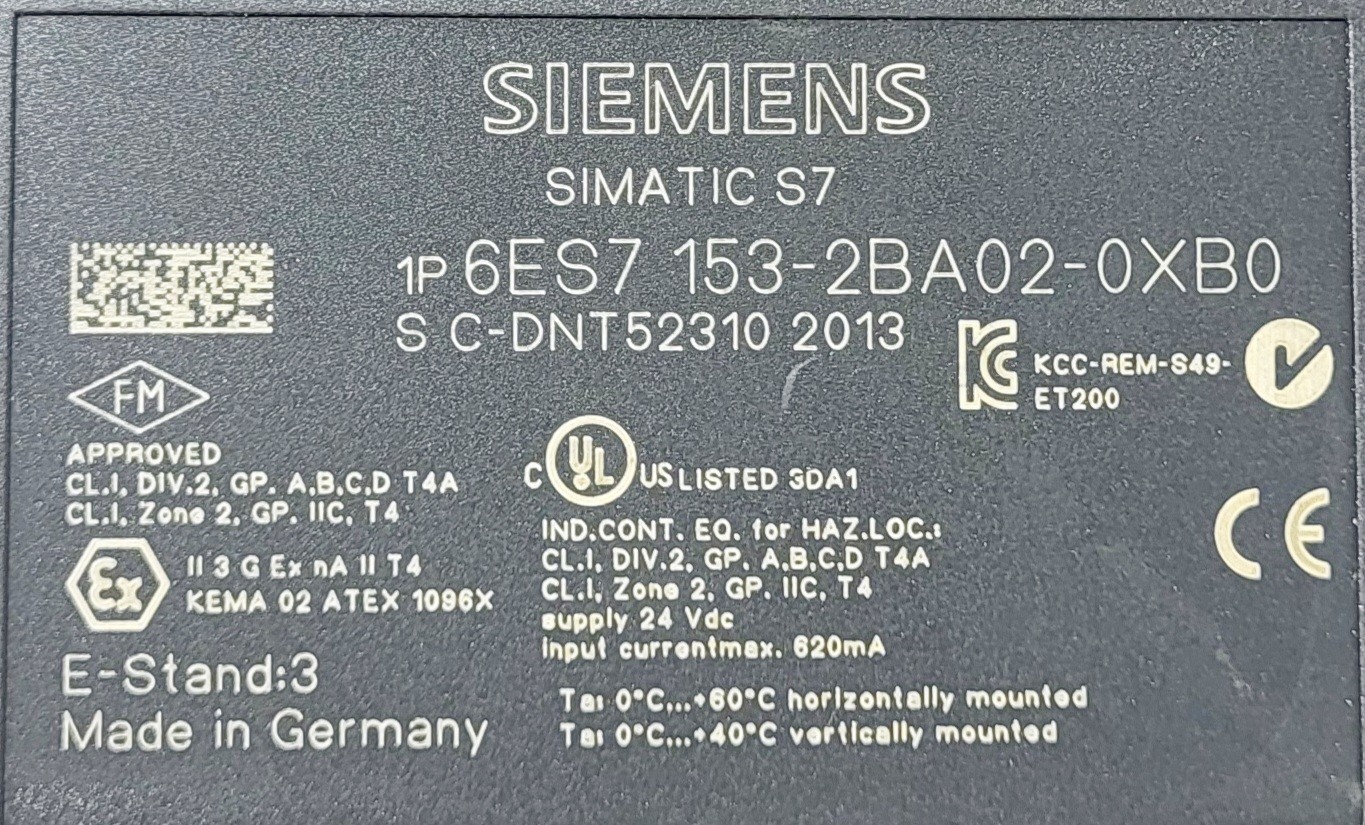 SIEMENS
SIMATIC S7
1P 6ES7 153-2BA02-0XB0
S C-DNT52310 2013
KCC-REM-S49-
ET200
FM
APPROVED
CL.I, DIV.2, GP. A,B,C,D T4A
CL.I, Zone 2, GP. IIC, T4
Ex
II 3 G Ex nA II T4
KEMA 02 ATEX 1096X
E-Stand:3
Made in Germany
C UL US LISTED 3DA1
IND.CONT. EQ. for HAZ.LOC.:
CL.I, DIV.2, GP. A,B,C,D T4A
CL.I, Zone 2, GP. IIC, T4
supply 24 Vdc
input currentmax. 620mA
Ta: 0°C...+60°C horizontally mounted
Ta: 0°C...+40°C vertically mounted
CE